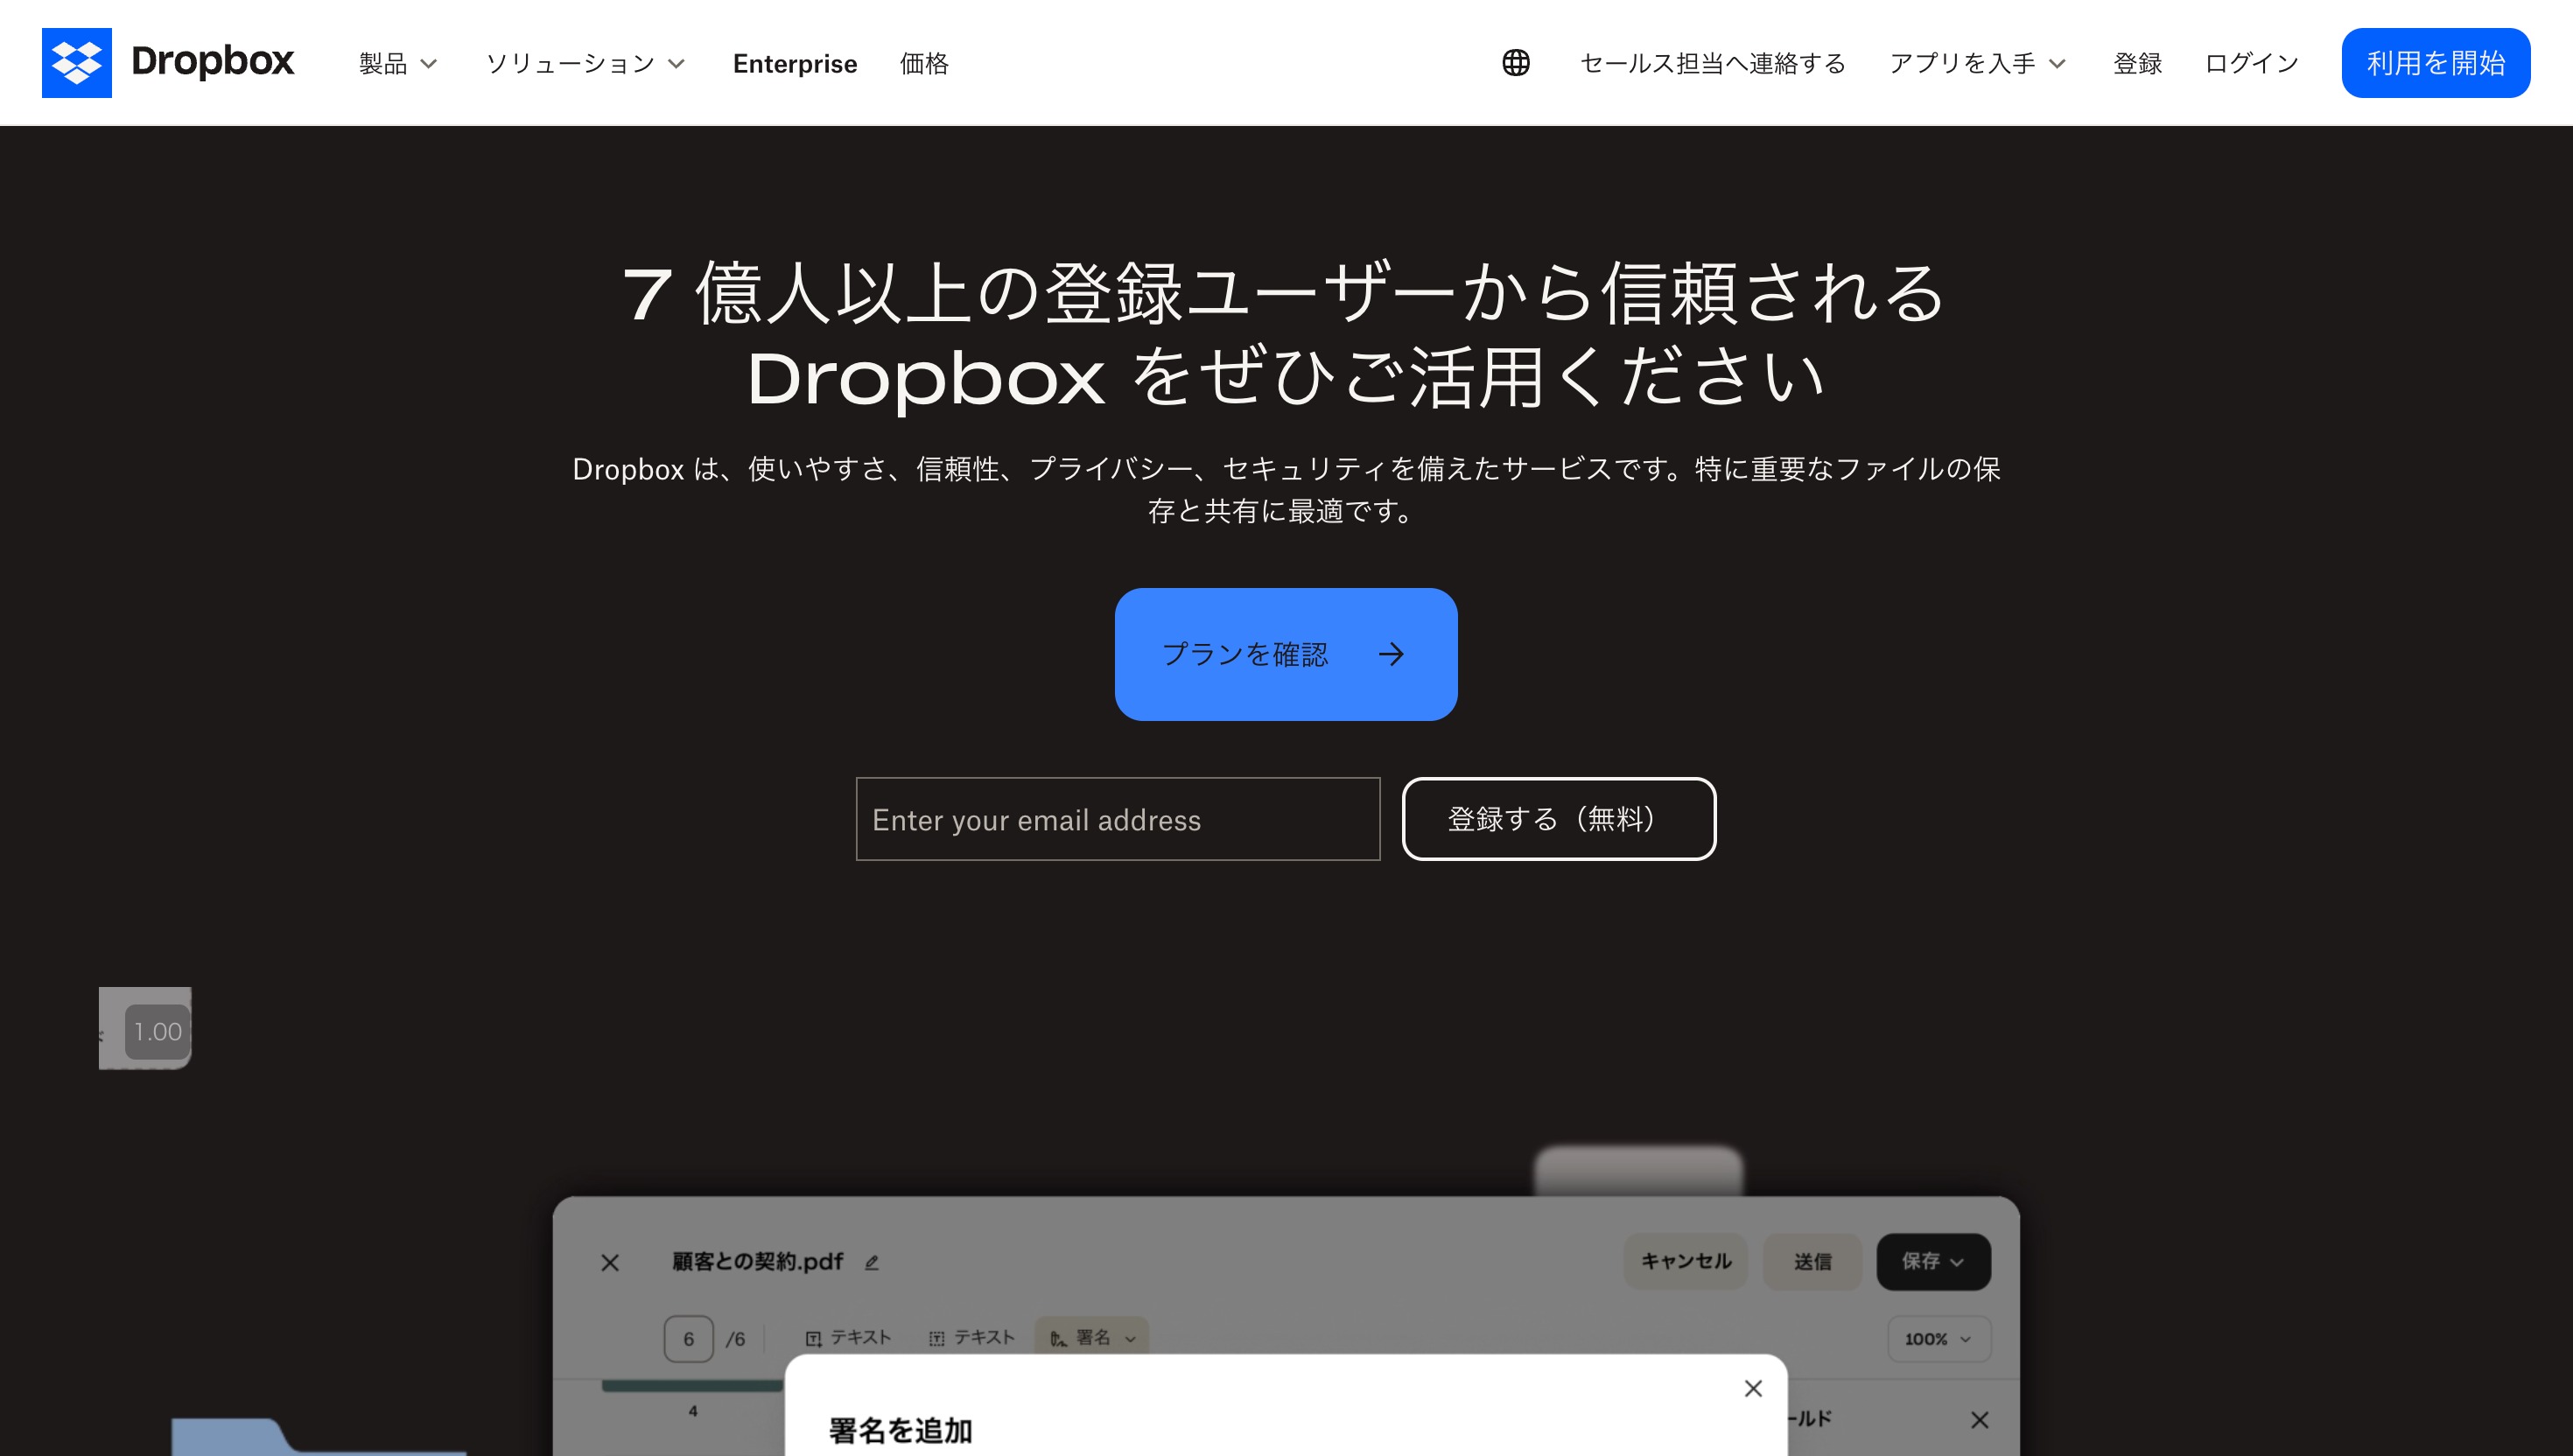 Dropbox 製品 ソリューション Enterprise 価格 セールス担当へ連絡する アプリを入手 登録 ログイン 利用を開始
7 億人以上の登録ユーザーから信頼される
Dropbox をぜひご活用ください
Dropbox は、使いやすさ、信頼性、プライバシー、セキュリティを備えたサービスです。特に重要なファイルの保
存と共有に最適です。
プランを確認
Enter your email address 登録する（無料）
1.00
顧客との契約.pdf キャンセル 送信 保存
6 /6 テキスト テキスト 署名 100%
4
署名を追加
ールド